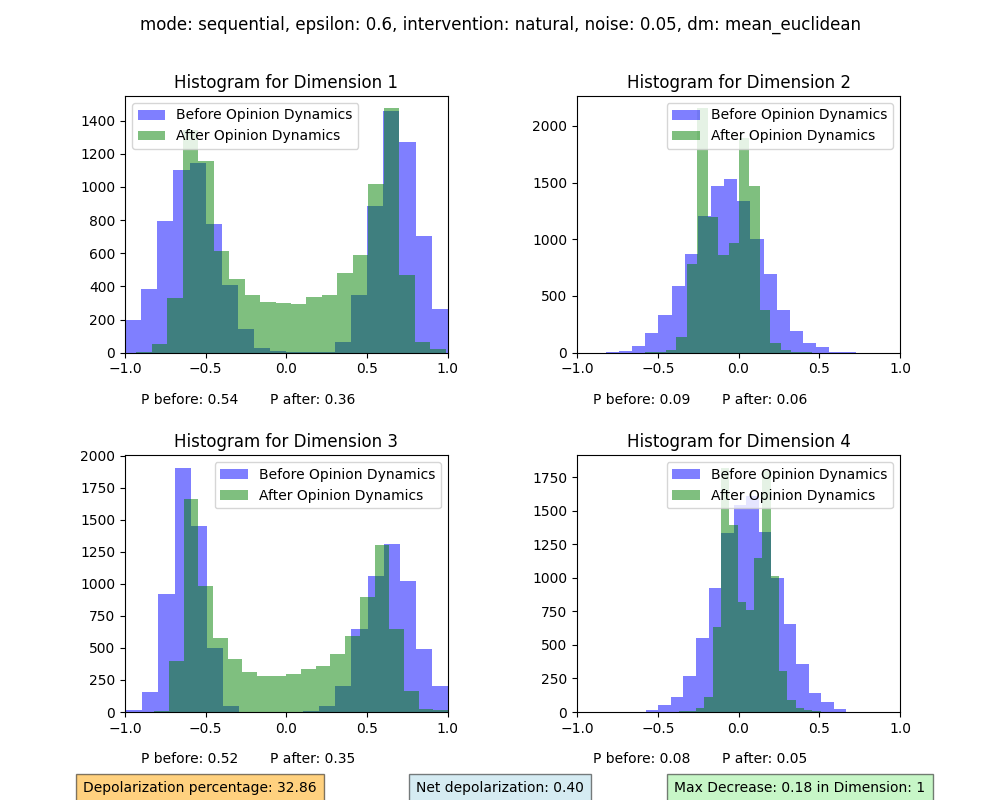 mode: sequential, epsilon: 0.6, intervention: natural, noise: 0.05, dm: mean_euclidean
Histogram for Dimension 1
Before Opinion Dynamics
After Opinion Dynamics
1400
1200
1000
800
600
400
200
0
−1.0 −0.5 0.0 0.5 1.0
P before: 0.54 P after: 0.36
Histogram for Dimension 2
Before Opinion Dynamics
After Opinion Dynamics
2000
1500
1000
500
0
−1.0 −0.5 0.0 0.5 1.0
P before: 0.09 P after: 0.06
Histogram for Dimension 3
Before Opinion Dynamics
After Opinion Dynamics
2000
1750
1500
1250
1000
750
500
250
0
−1.0 −0.5 0.0 0.5 1.0
P before: 0.52 P after: 0.35
Histogram for Dimension 4
Before Opinion Dynamics
After Opinion Dynamics
1750
1500
1250
1000
750
500
250
0
−1.0 −0.5 0.0 0.5 1.0
P before: 0.08 P after: 0.05
Depolarization percentage: 32.86
Net depolarization: 0.40
Max Decrease: 0.18 in Dimension: 1